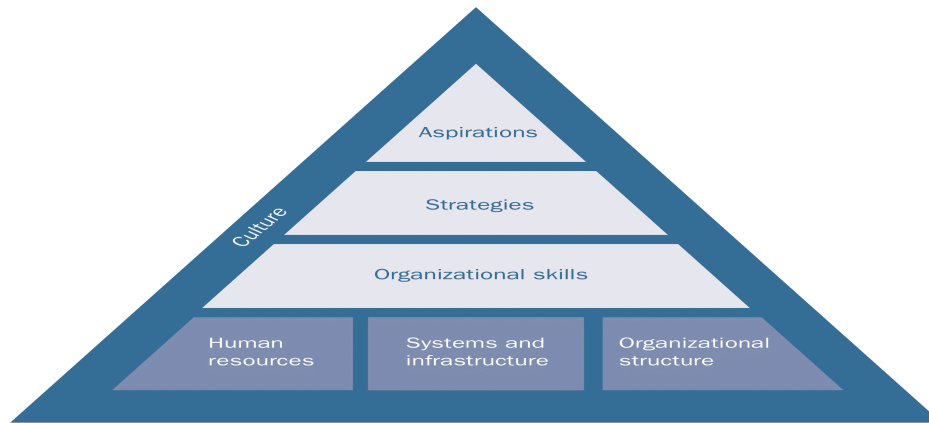 Aspirations
Strategies
Culture
Organizational skills
Human
resources
Systems and
infrastructure
Organizational
structure